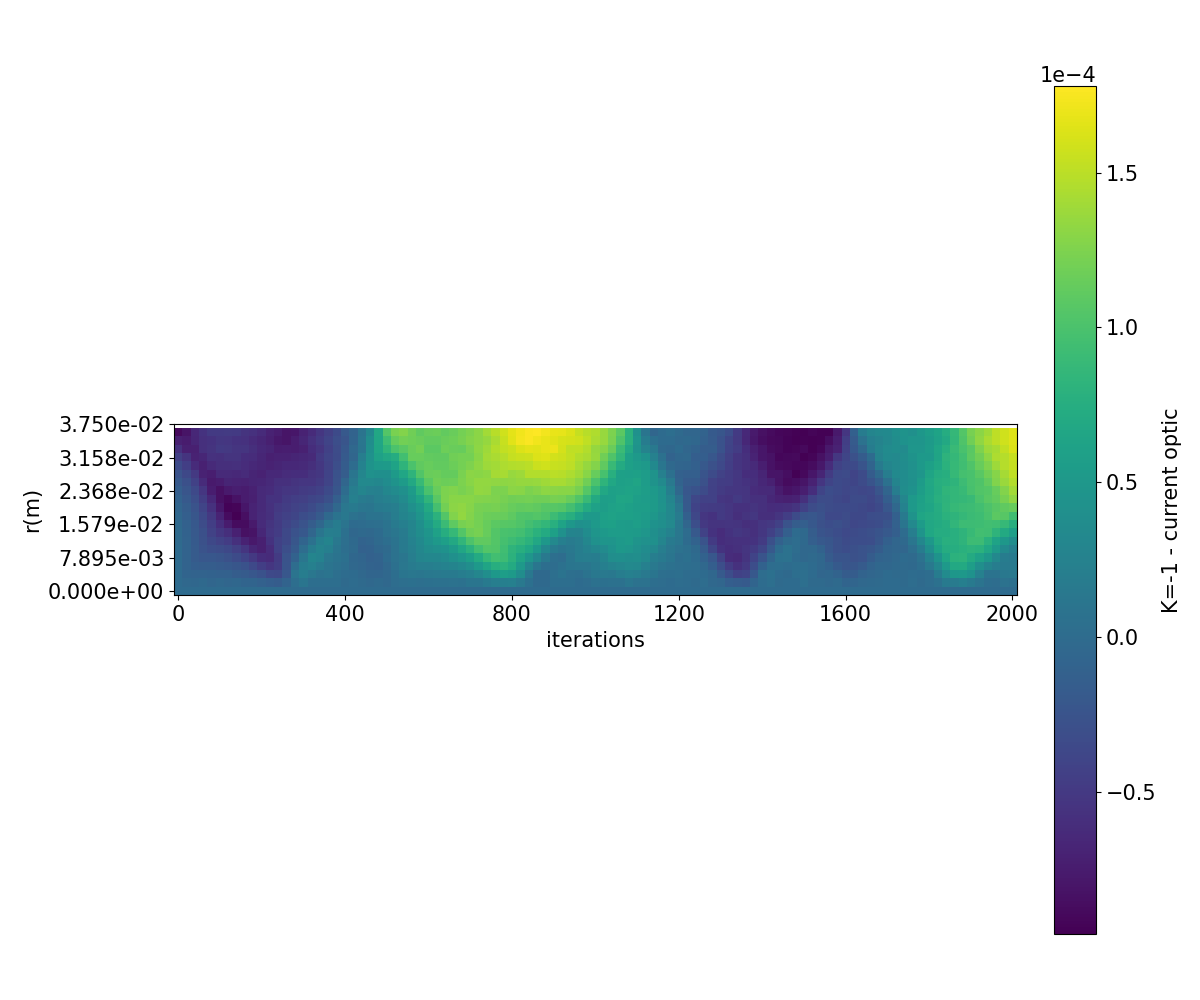 1e−4
1.5
1.0
0.5
0.0
−0.5
K=-1 - current optic
3.750e-02
3.158e-02
2.368e-02
1.579e-02
7.895e-03
0.000e+00
r(m)
0 400 800 1200 1600 2000
iterations